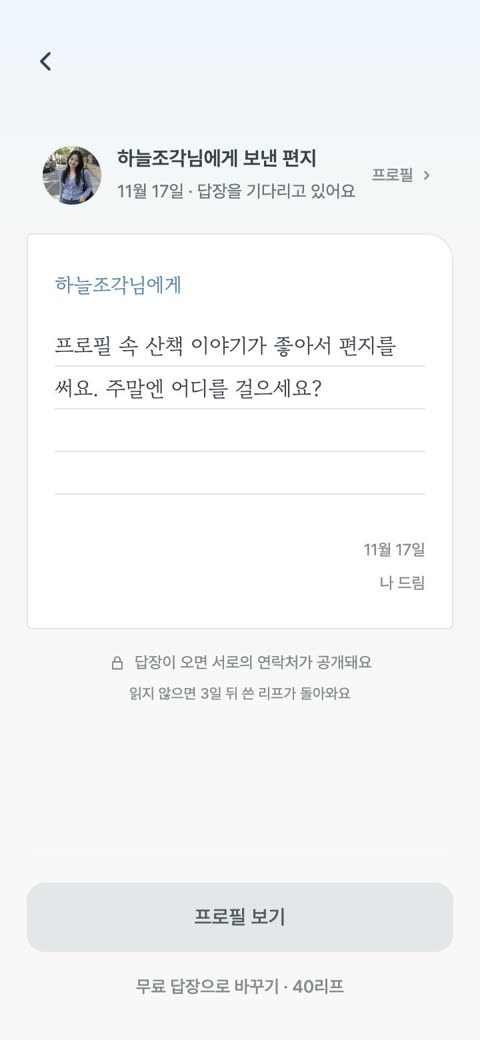 하늘조각님에게 보낸 편지
11월 17일 · 답장을 기다리고 있어요
프로필
하늘조각님에게
프로필 속 산책 이야기가 좋아서 편지를
써요. 주말엔 어디를 걸으세요?
11월 17일
나 드림
답장이 오면 서로의 연락처가 공개돼요
읽지 않으면 3일 뒤 쓴 리프가 돌아와요
프로필 보기
무료 답장으로 바꾸기 · 40리프